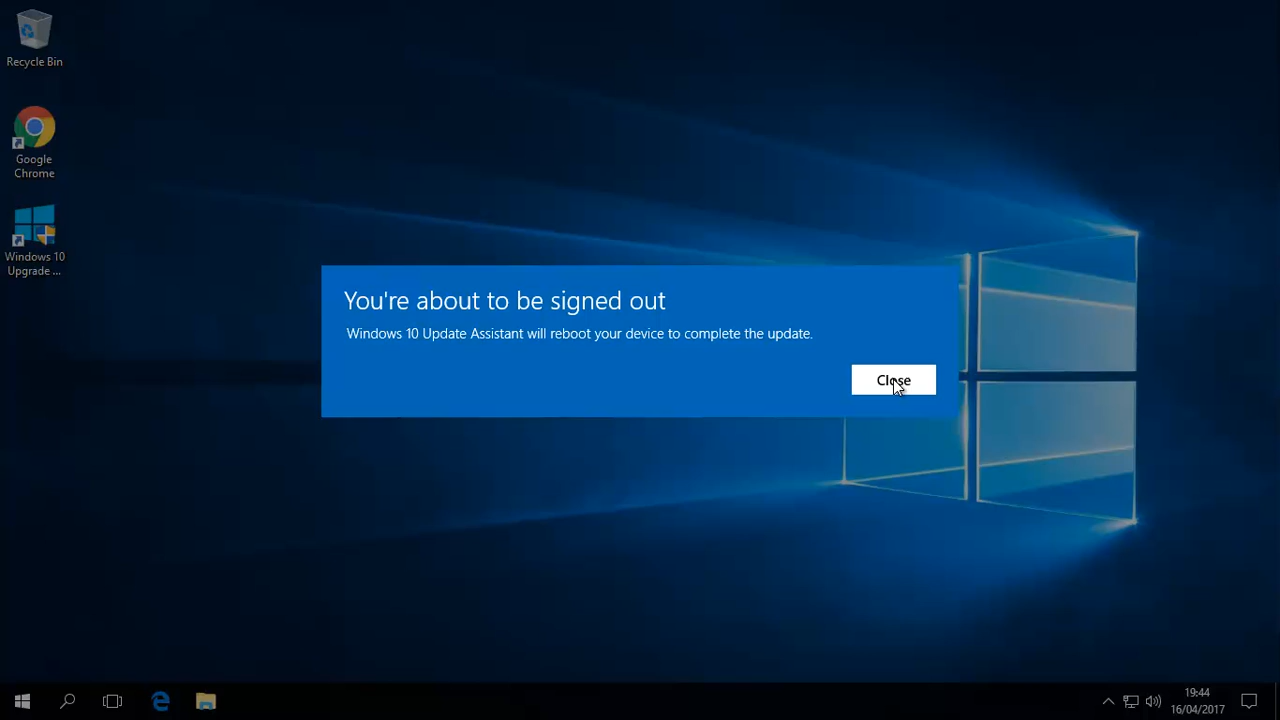 Recycle Bin
Google
Chrome
Windows 10
Upgrade ...
You're about to be signed out
Windows 10 Update Assistant will reboot your device to complete the update.
Close
19:44
16/04/2017